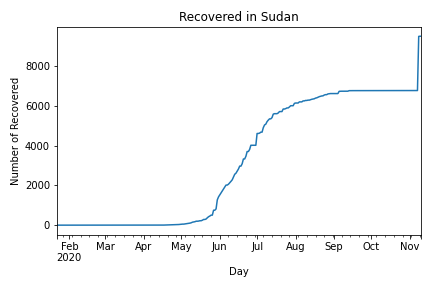 Recovered in Sudan
Number of Recovered
8000
6000
4000
2000
0
Feb Mar Apr May Jun Jul Aug Sep Oct Nov
2020
Day